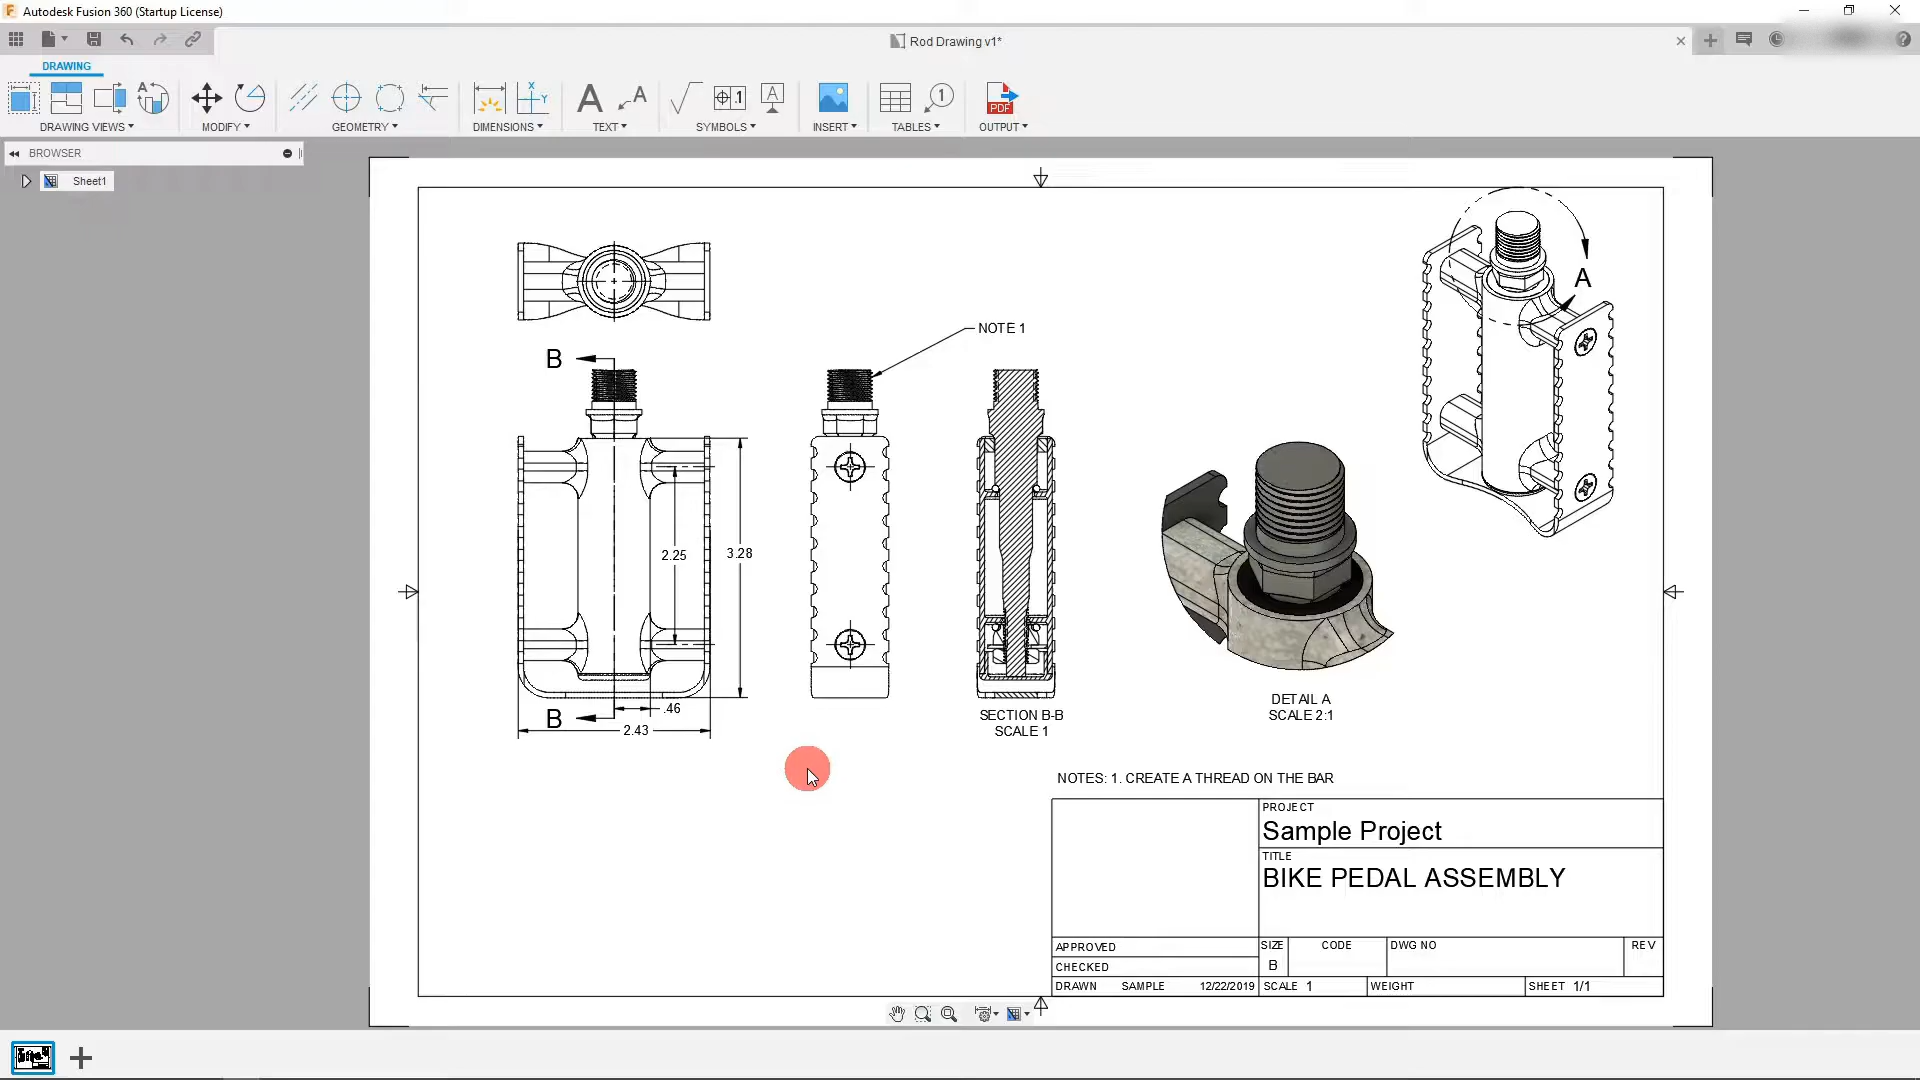 Autodesk Fusion 360 (Startup License)
Rod Drawing v1*
DRAWING
DRAWING VIEWS
MODIFY
GEOMETRY
DIMENSIONS
TEXT
SYMBOLS
INSERT
TABLES
OUTPUT
PDF
BROWSER
Sheet1
A
NOTE 1
B
2.25
3.28
B
.46
2.43
SECTION B-B
SCALE 1
DETAIL A
SCALE 2:1
NOTES: 1. CREATE A THREAD ON THE BAR
PROJECT
Sample Project
TITLE
BIKE PEDAL ASSEMBLY
APPROVED
CHECKED
DRAWN SAMPLE 12/22/2019
SIZE
B
CODE
DWG NO
REV
SCALE 1
WEIGHT
SHEET 1/1